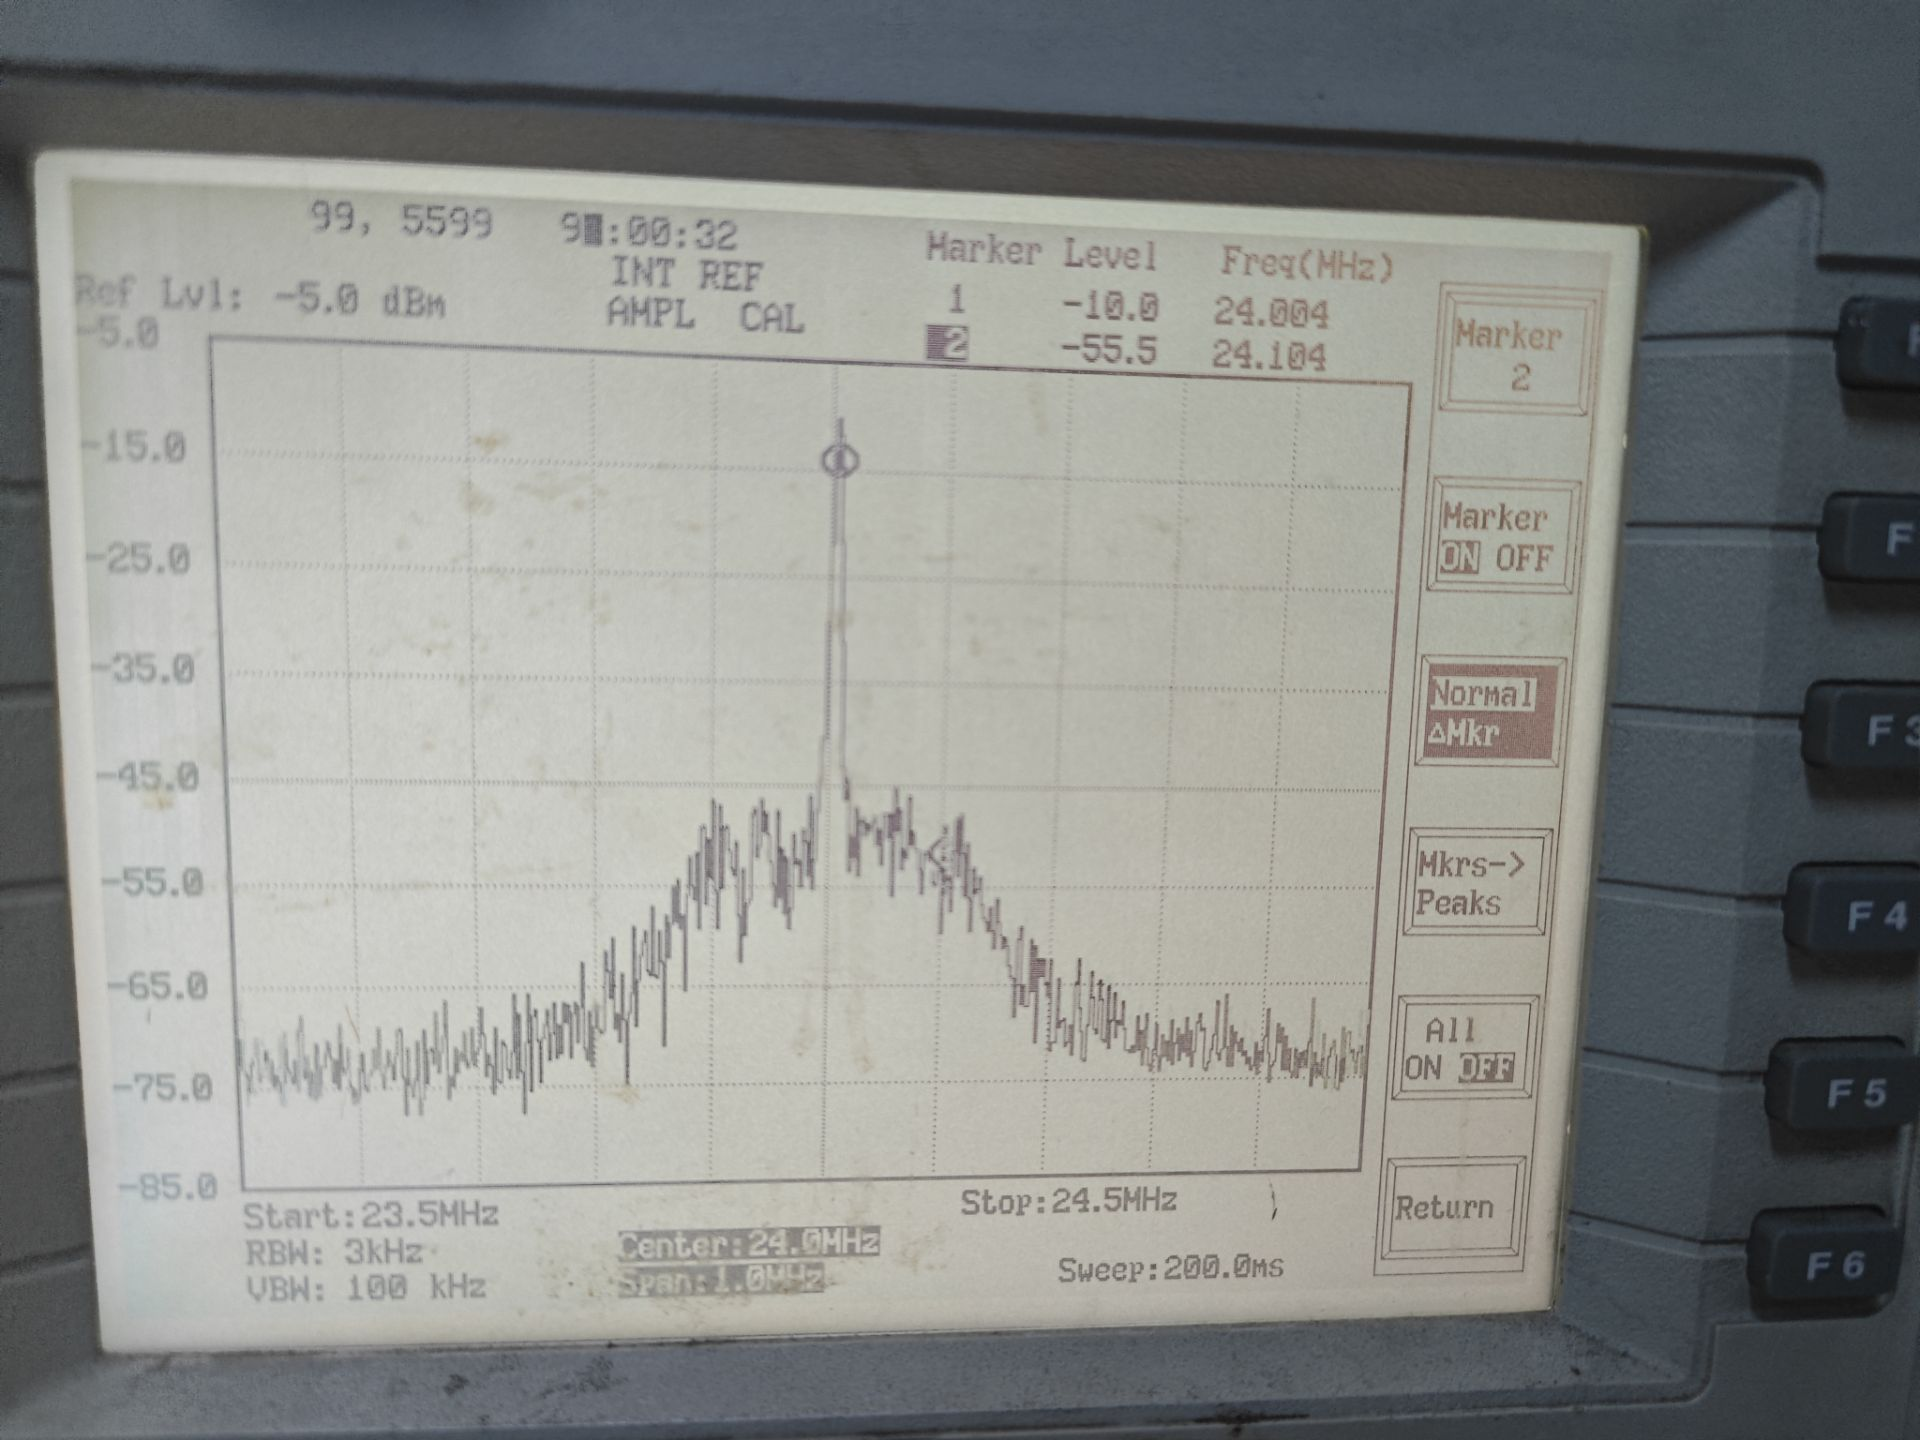 99, 5599 9█:00:32
INT REF
AMPL CAL
Ref Lvl: -5.0 dBm
Marker Level Freq(MHz)
1 -10.0 24.004
2 -55.5 24.104
-5.0
-15.0
-25.0
-35.0
-45.0
-55.0
-65.0
-75.0
-85.0
Start:23.5MHz
Stop:24.5MHz
RBW: 3kHz
Center:24.0MHz
VBW: 100 kHz
Span:1.0MHz
Sweep:200.0ms
Marker
2
Marker
ON OFF
Normal
△Mkr
Mkrs->
Peaks
All
ON OFF
Return
F
F 3
F 4
F 5
F 6